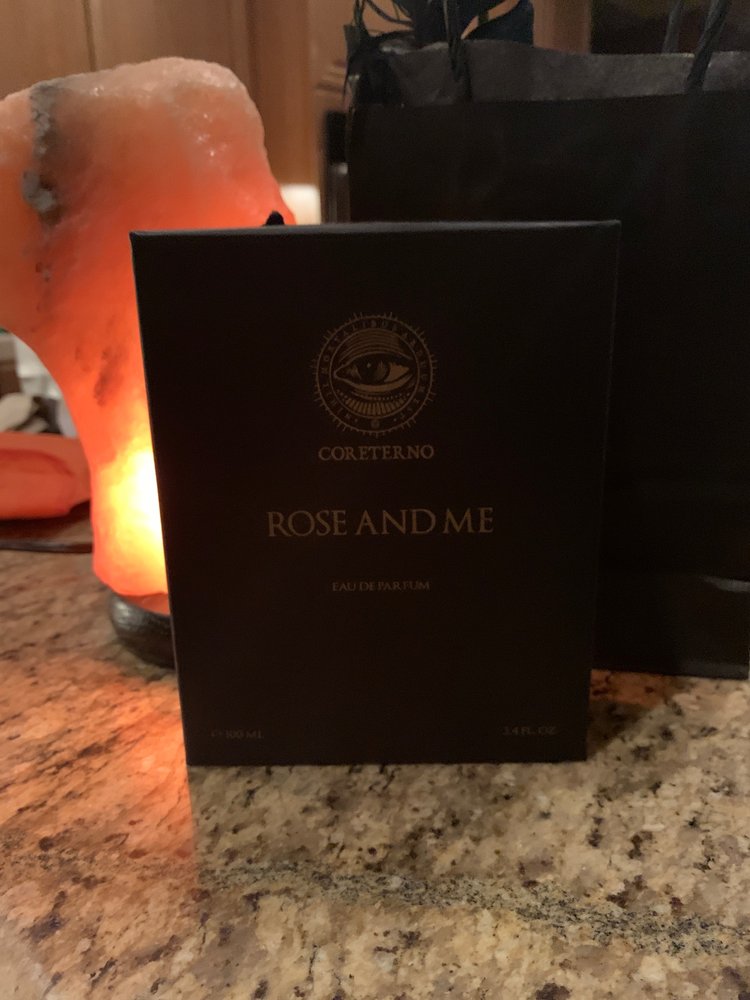 CORETERNO
ROSE AND ME
EAU DE PARFUM
℮ 100 ML
3.4 FL. OZ